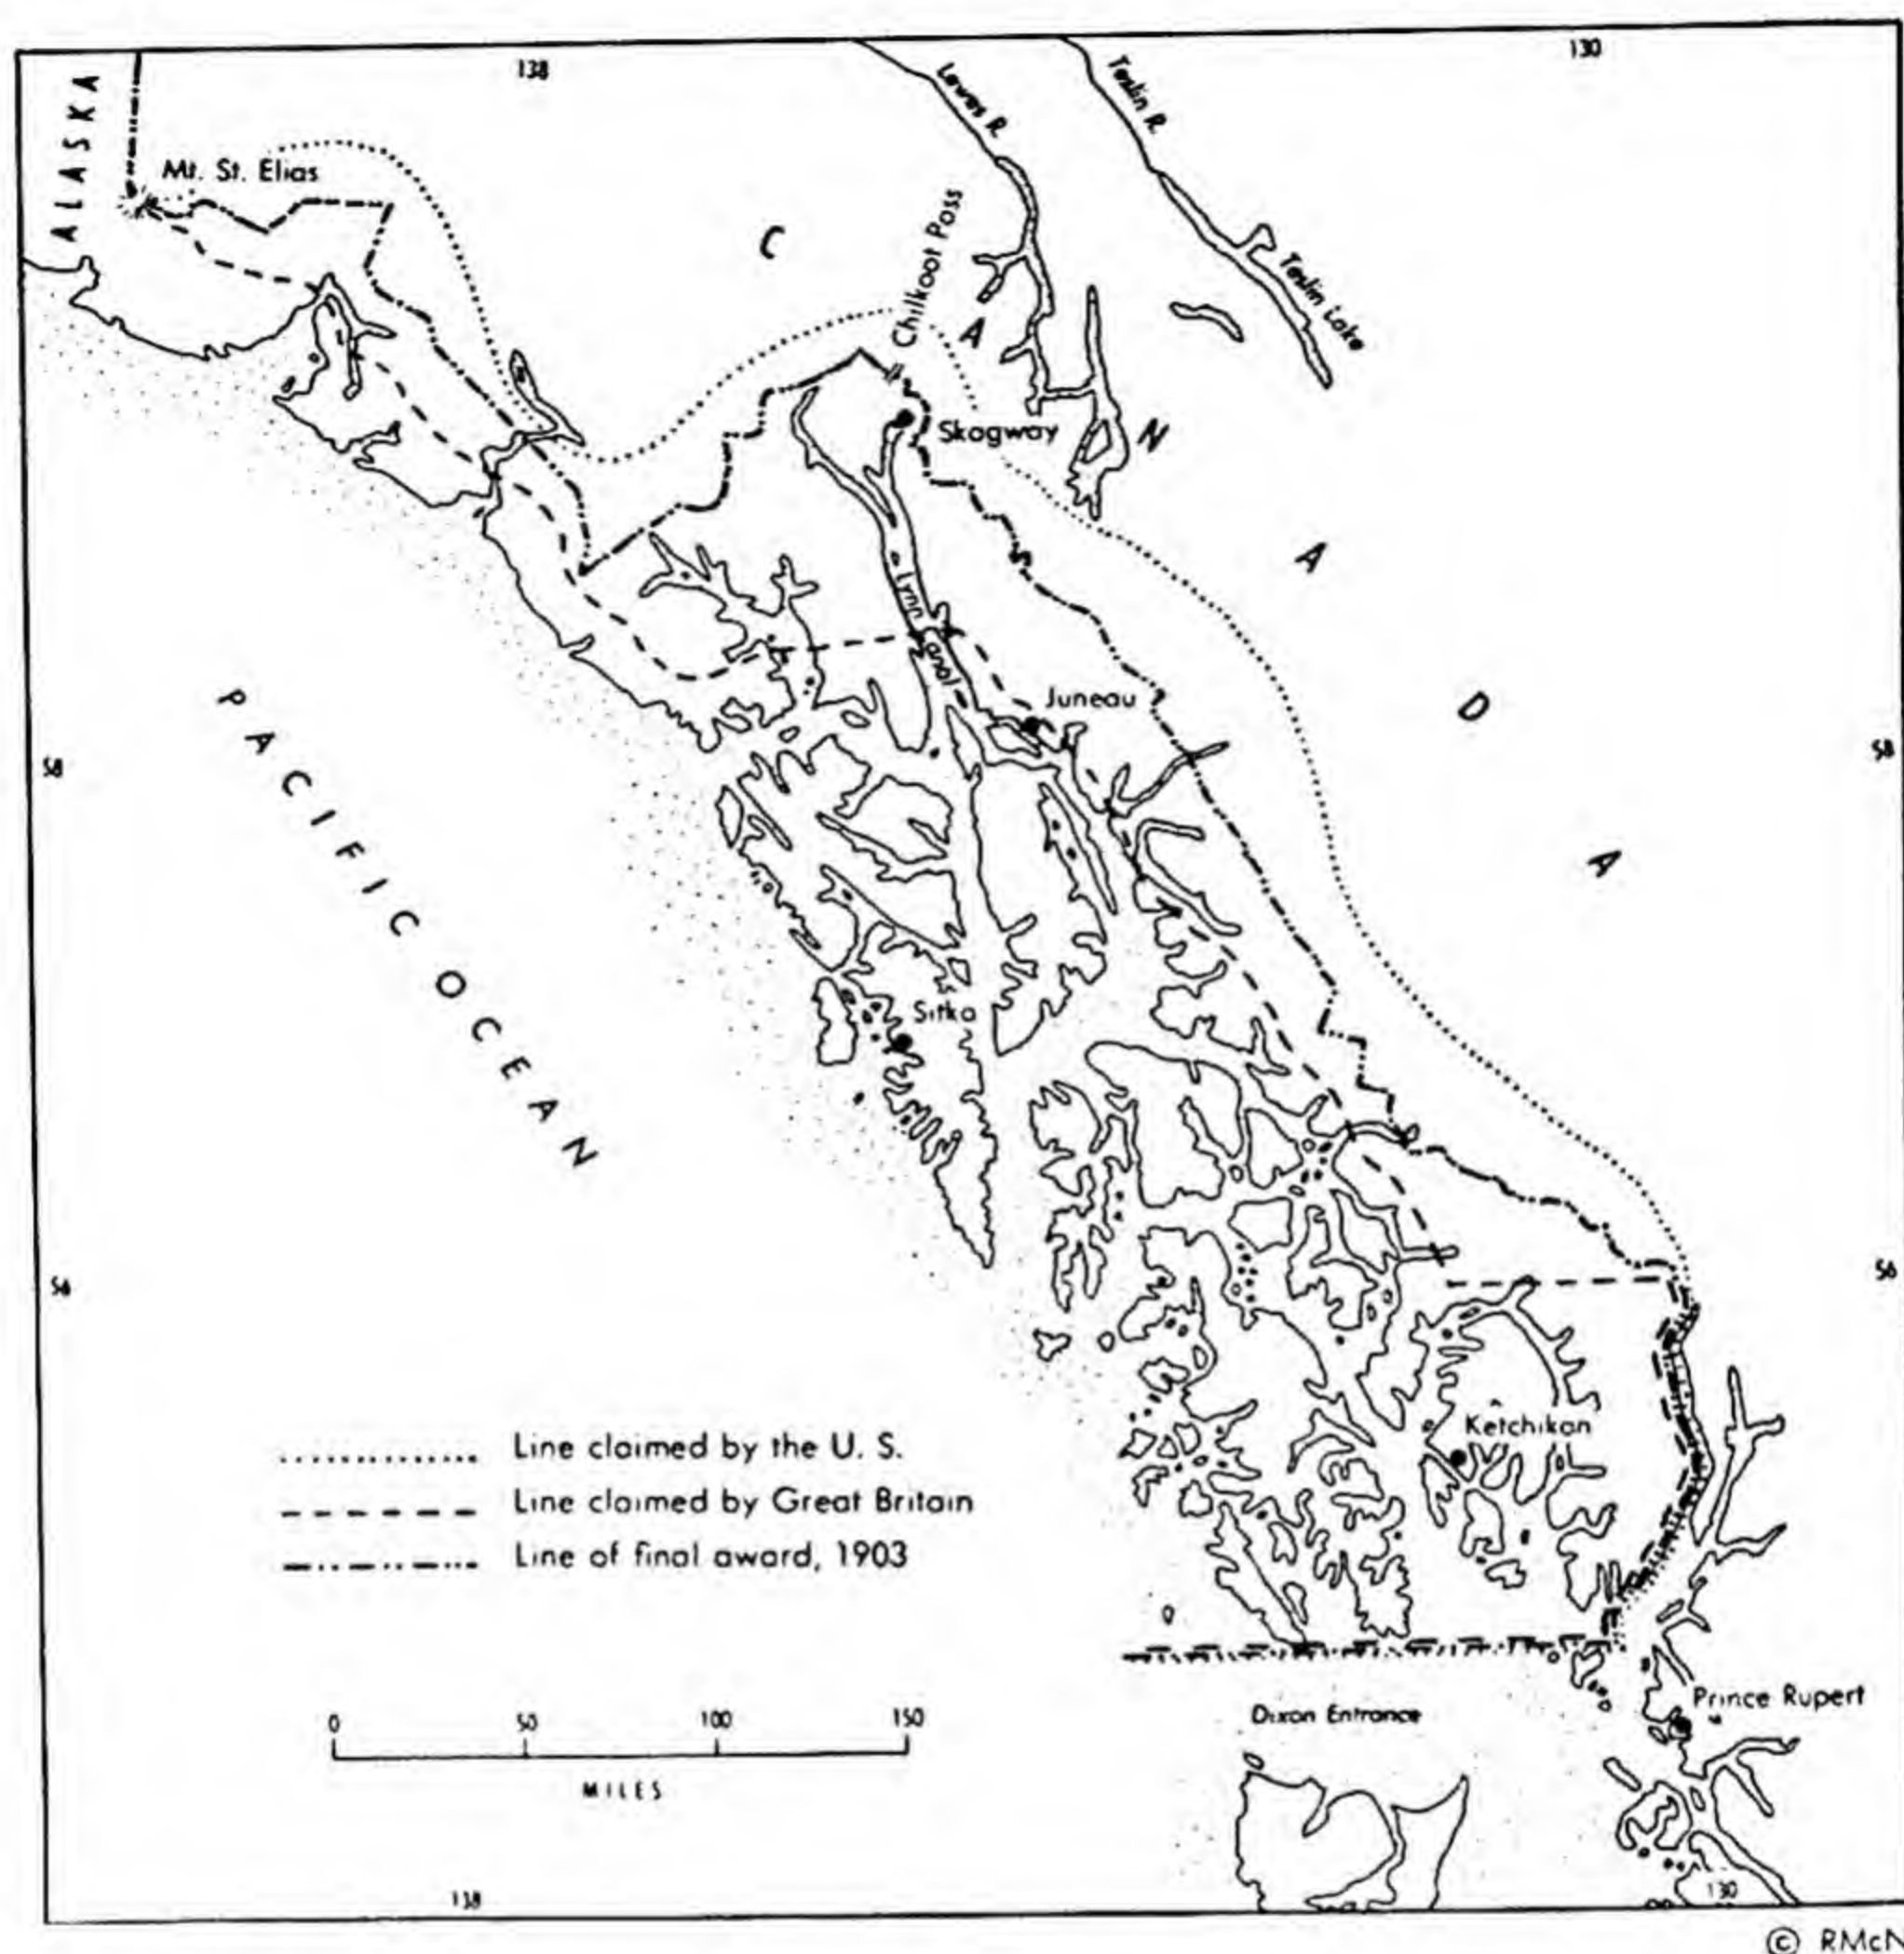 138
130
ALASKA
Mt. St. Elias
Lewes R.
Teslin R.
Teslin Lake
Chilkoot Pass
CANADA
Skagway
Lynn Canal
Juneau
58
58
PACIFIC OCEAN
Sitka
56
56
Ketchikan
Line claimed by the U. S.
Line claimed by Great Britain
Line of final award, 1903
0 50 100 150
MILES
Dixon Entrance
Prince Rupert
138
130
© RMcN